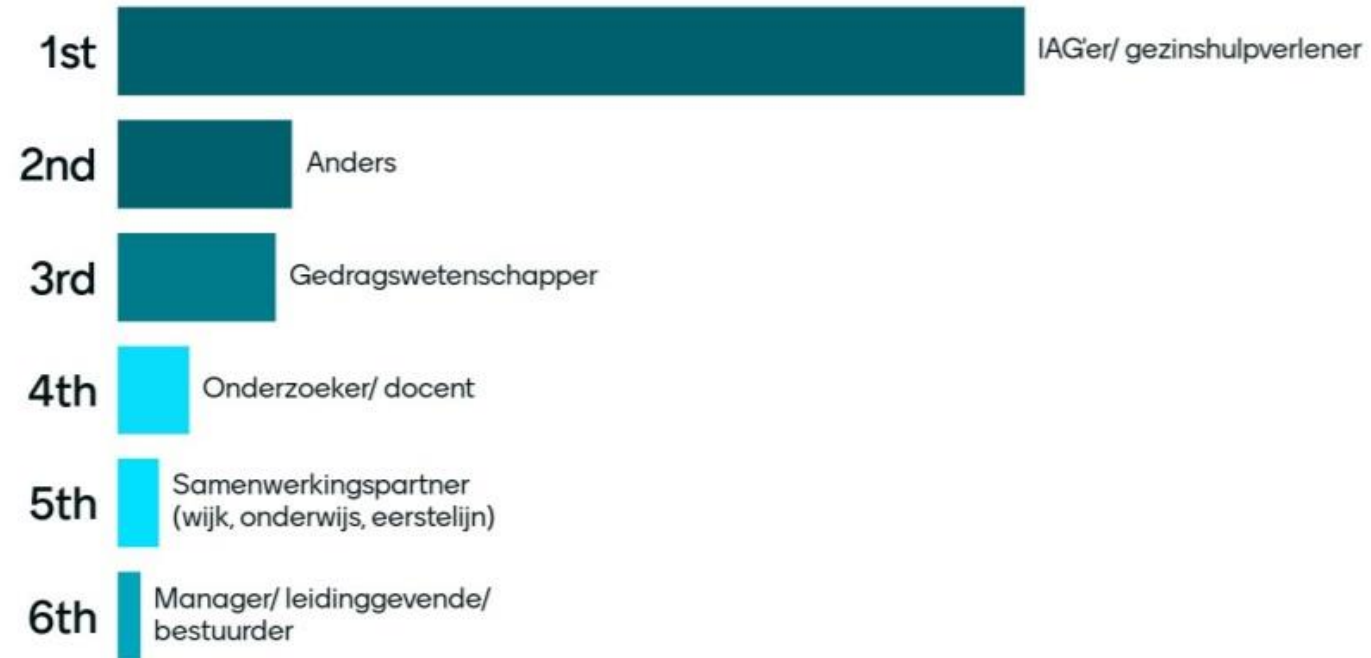 1st
IAG'er/ gezinshulpverlener
2nd
Anders
3rd
Gedragswetenschapper
4th
Onderzoeker/ docent
5th
Samenwerkingspartner
(wijk, onderwijs, eerstelijn)
6th
Manager/ leidinggevende/
bestuurder